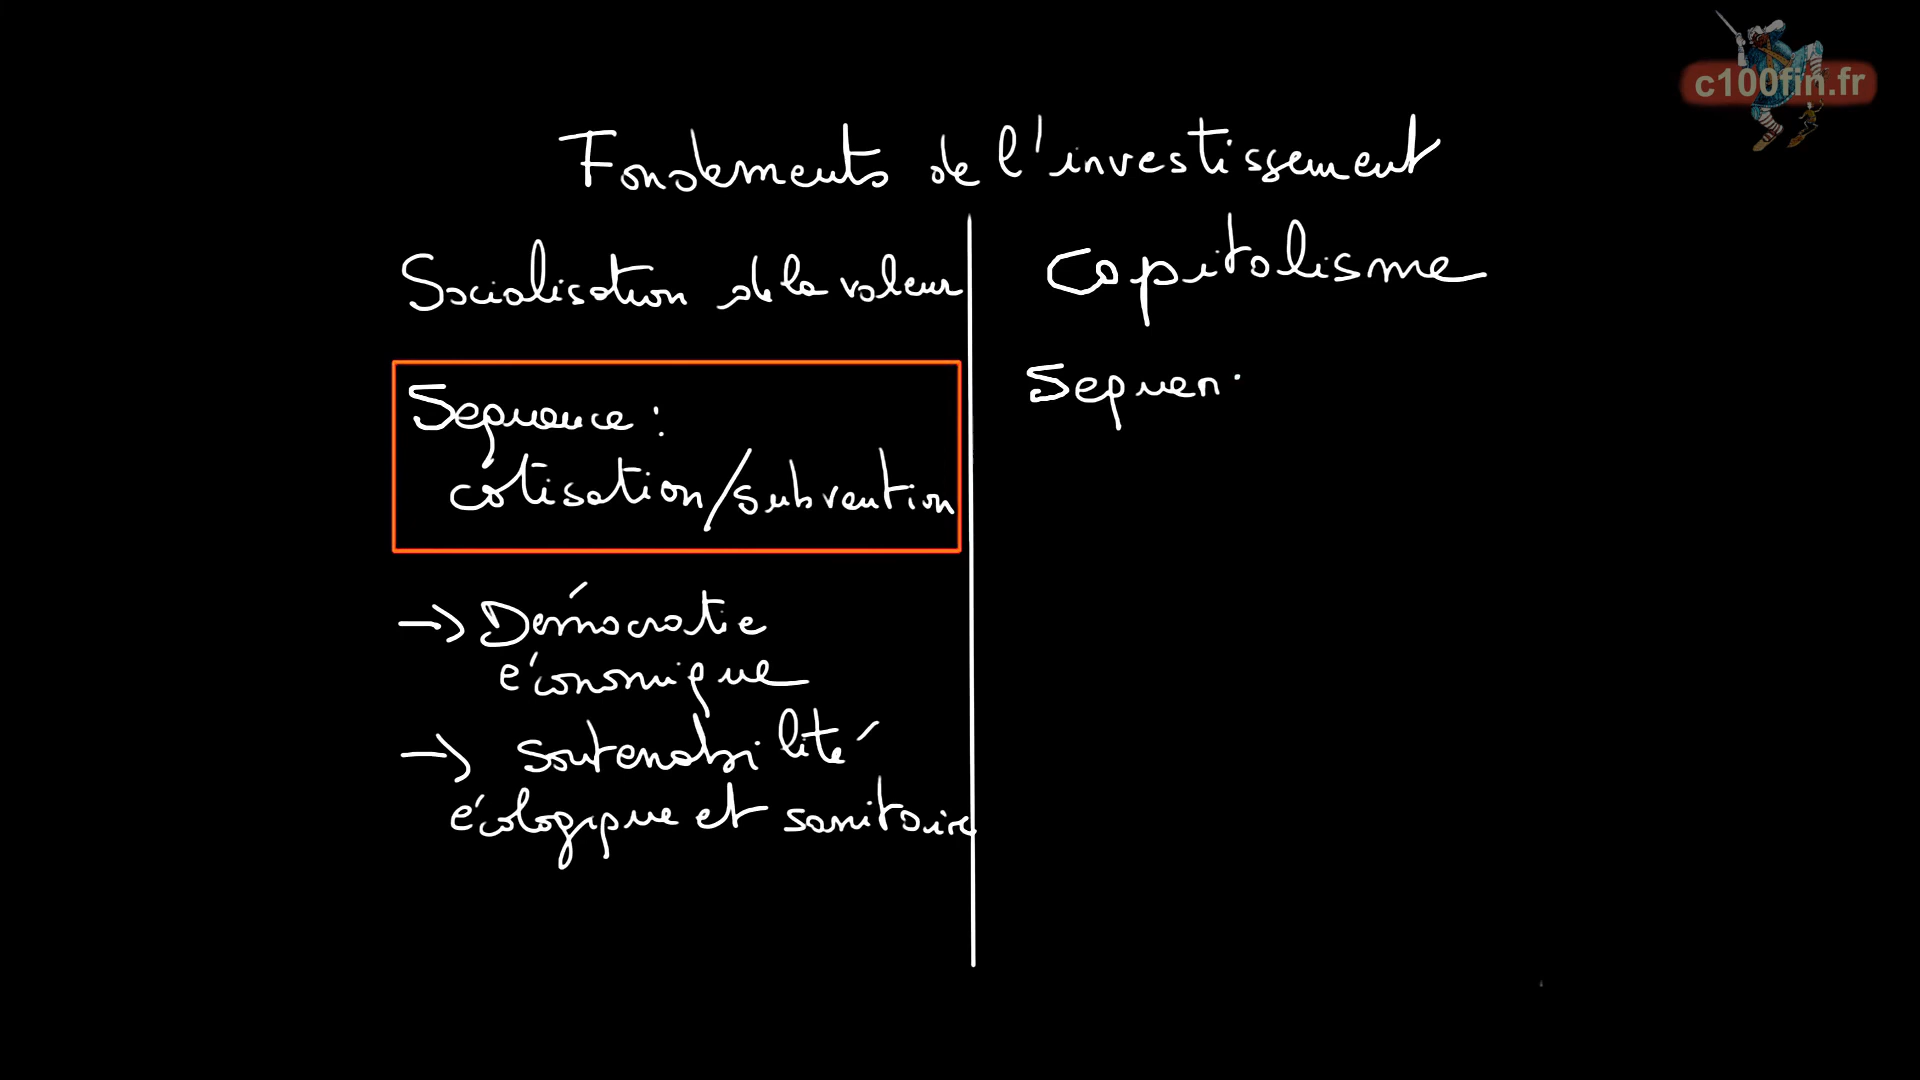 c100fin.fr
Fondements de l'investissement
Socialisation de la valeur
Séquence :
cotisation/subvention
→ Démocratie
économique
→ soutenabilité
écologique et sanitaire
Capitalisme
Sequen